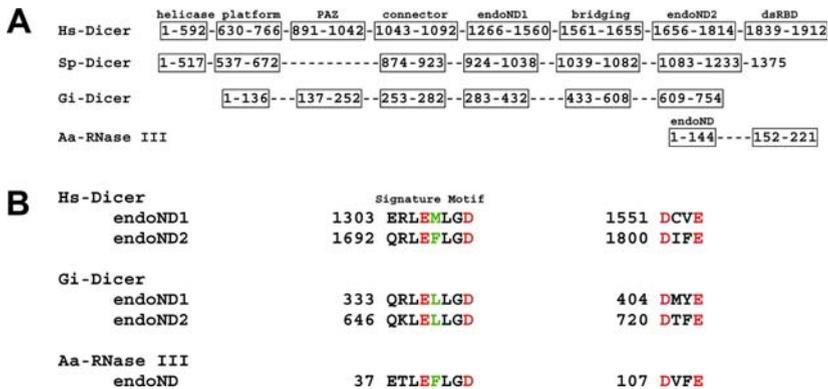 A
helicase platform PAZ connector endoND1 bridging endoND2 dsRBD
Hs-Dicer 1-592-630-766-891-1042-1043-1092-1266-1560-1561-1655-1656-1814-1839-1912
Sp-Dicer 1-517-537-672-----------874-923-924-1038-1039-1082-1083-1233-1375
Gi-Dicer 1-136---137-252---253-282---283-432----433-608----609-754
endoND
Aa-RNase III 1-144----152-221
B
Hs-Dicer Signature Motif
endoND1 1303 ERLEMLGD 1551 DCVE
endoND2 1692 QRLEFLGD 1800 DIFE
Gi-Dicer
endoND1 333 QRLELLGD 404 DMYE
endoND2 646 QKLELLGD 720 DTFE
Aa-RNase III
endoND 37 ETLEFLGD 107 DVFE